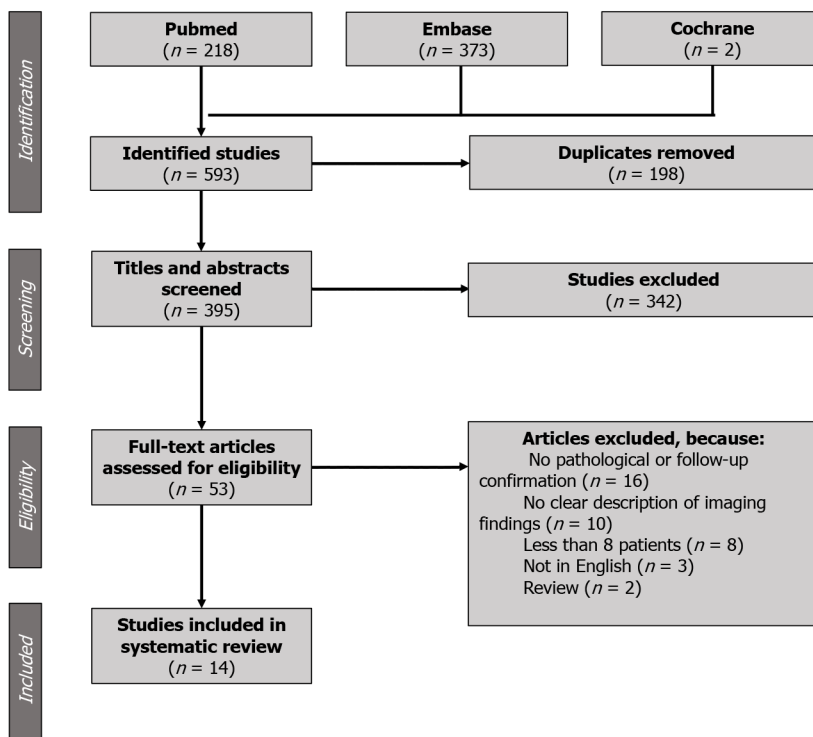 Identification
Pubmed
(n = 218)
Embase
(n = 373)
Cochrane
(n = 2)
Identified studies
(n = 593)
Duplicates removed
(n = 198)
Screening
Titles and abstracts
screened
(n = 395)
Studies excluded
(n = 342)
Eligibility
Full-text articles
assessed for eligibility
(n = 53)
Articles excluded, because:
No pathological or follow-up
confirmation (n = 16)
No clear description of imaging
findings (n = 10)
Less than 8 patients (n = 8)
Not in English (n = 3)
Review (n = 2)
Included
Studies included in
systematic review
(n = 14)